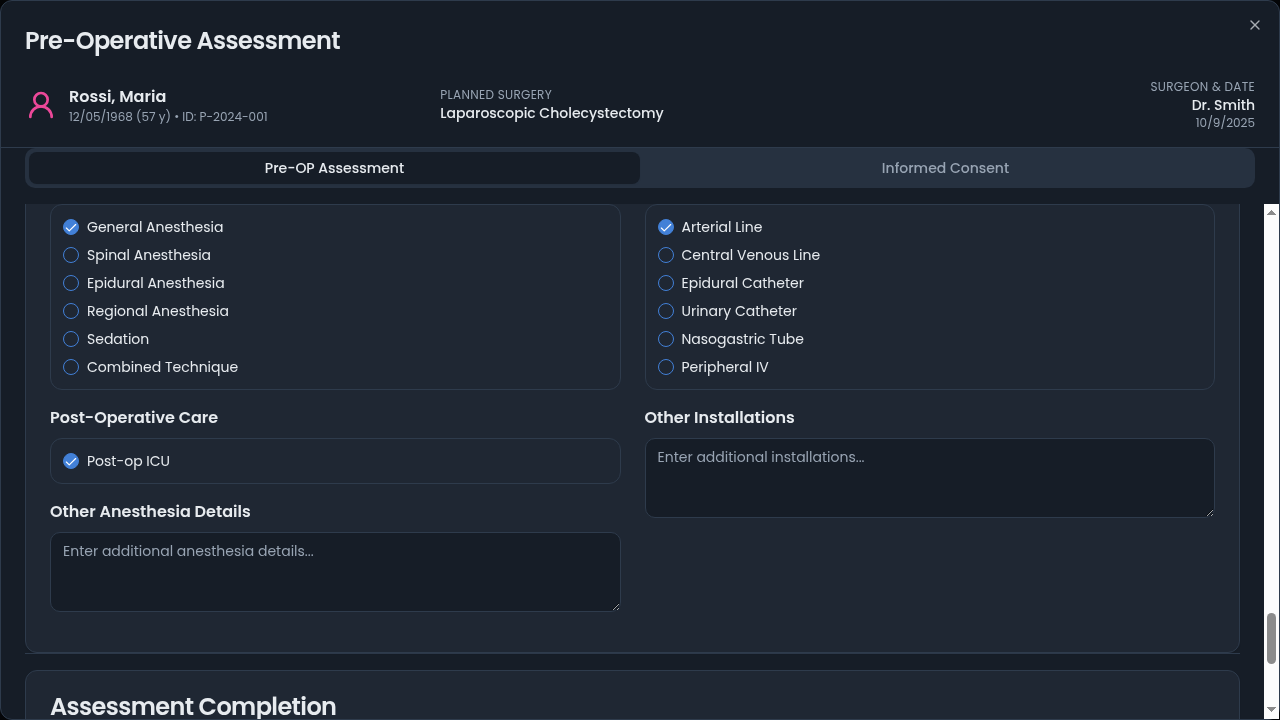 Pre-Operative Assessment
Rossi, Maria
12/05/1968 (57 y) • ID: P-2024-001
PLANNED SURGERY
Laparoscopic Cholecystectomy
SURGEON & DATE
Dr. Smith
10/9/2025
Pre-OP Assessment
Informed Consent
General Anesthesia
Spinal Anesthesia
Epidural Anesthesia
Regional Anesthesia
Sedation
Combined Technique
Post-Operative Care
Post-op ICU
Other Anesthesia Details
Enter additional anesthesia details...
Arterial Line
Central Venous Line
Epidural Catheter
Urinary Catheter
Nasogastric Tube
Peripheral IV
Other Installations
Enter additional installations...
Assessment Completion